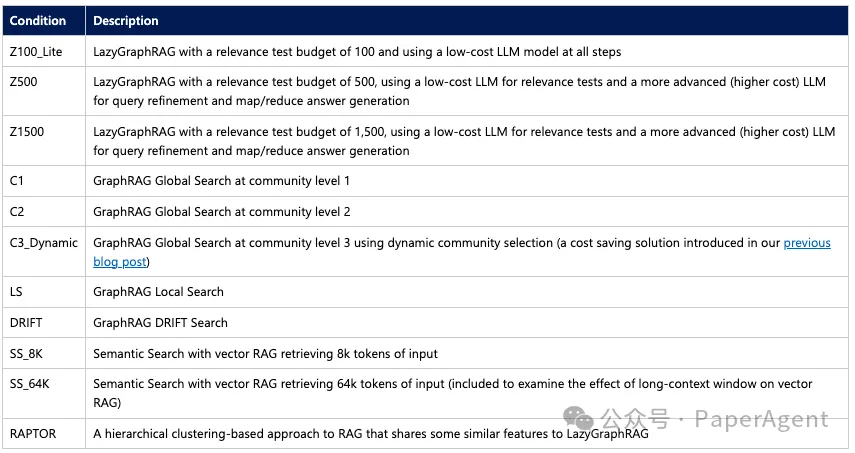 Condition Description
Z100_Lite LazyGraphRAG with a relevance test budget of 100 and using a low-cost LLM model at all steps
Z500 LazyGraphRAG with a relevance test budget of 500, using a low-cost LLM for relevance tests and a more advanced (higher cost) LLM
for query refinement and map/reduce answer generation
Z1500 LazyGraphRAG with a relevance test budget of 1,500, using a low-cost LLM for relevance tests and a more advanced (higher cost) LLM
for query refinement and map/reduce answer generation
C1 GraphRAG Global Search at community level 1
C2 GraphRAG Global Search at community level 2
C3_Dynamic GraphRAG Global Search at community level 3 using dynamic community selection (a cost saving solution introduced in our previous
blog post)
LS GraphRAG Local Search
DRIFT GraphRAG DRIFT Search
SS_8K Semantic Search with vector RAG retrieving 8k tokens of input
SS_64K Semantic Search with vector RAG retrieving 64k tokens of input (included to examine the effect of long-context window on vector
RAG)
公众号 · PaperAgent
RAPTOR A hierarchical clustering-based approach to RAG that shares some similar features to LazyGraphRAG